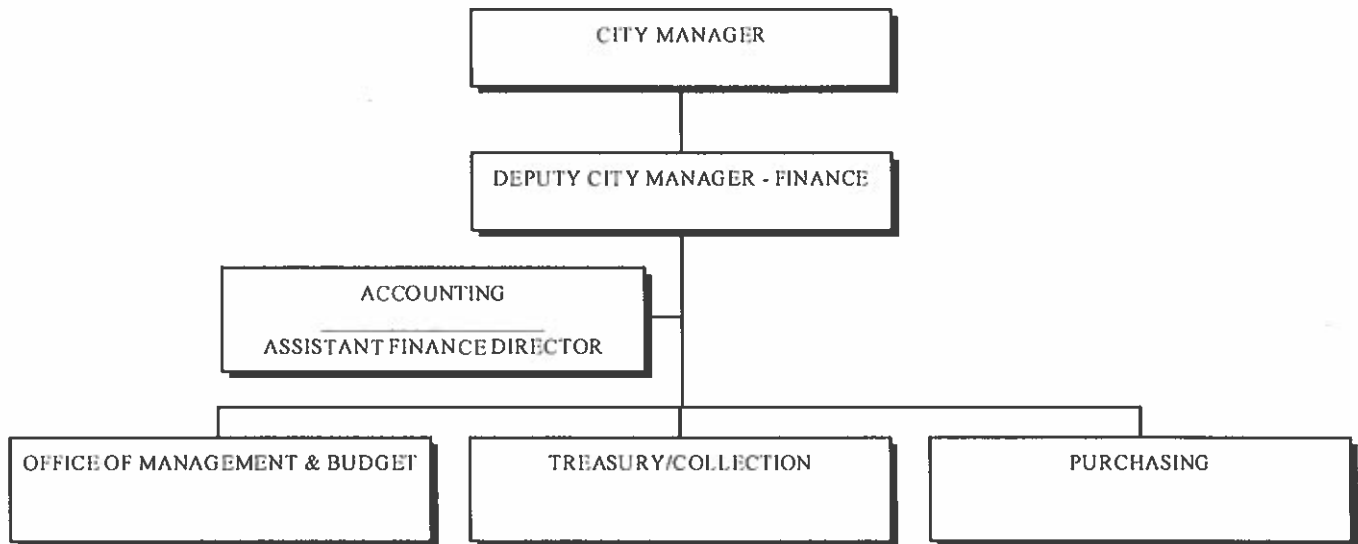 CITY MANAGER
DEPUTY CITY MANAGER - FINANCE
ACCOUNTING
ASSISTANT FINANCE DIRECTOR
OFFICE OF MANAGEMENT & BUDGET
TREASURY/COLLECTION
PURCHASING